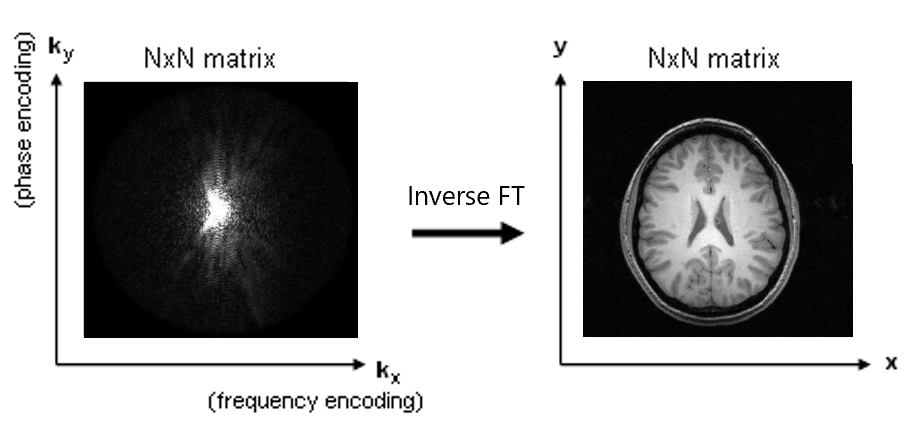 ky
(phase encoding)
NxN matrix
kx
(frequency encoding)
Inverse FT
y
NxN matrix
x